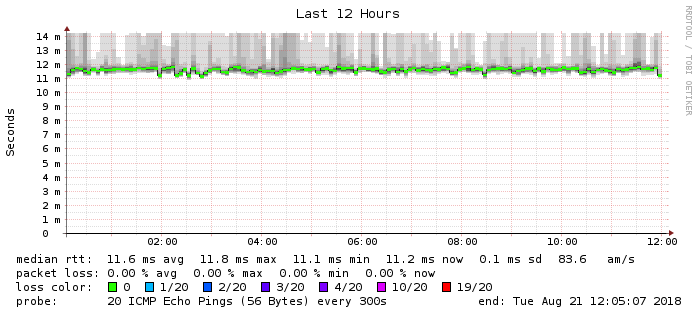 Last 12 Hours
RRDTOOL / TOBI OETIKER
Seconds
14 m
13 m
12 m
11 m
10 m
9 m
8 m
7 m
6 m
5 m
4 m
3 m
2 m
1 m
0
02:00 04:00 06:00 08:00 10:00 12:00
median rtt: 11.6 ms avg 11.8 ms max 11.1 ms min 11.2 ms now 0.1 ms sd 83.6 am/s
packet loss: 0.00 % avg 0.00 % max 0.00 % min 0.00 % now
loss color: 0 1/20 2/20 3/20 4/20 10/20 19/20
probe: 20 ICMP Echo Pings (56 Bytes) every 300s end: Tue Aug 21 12:05:07 2018